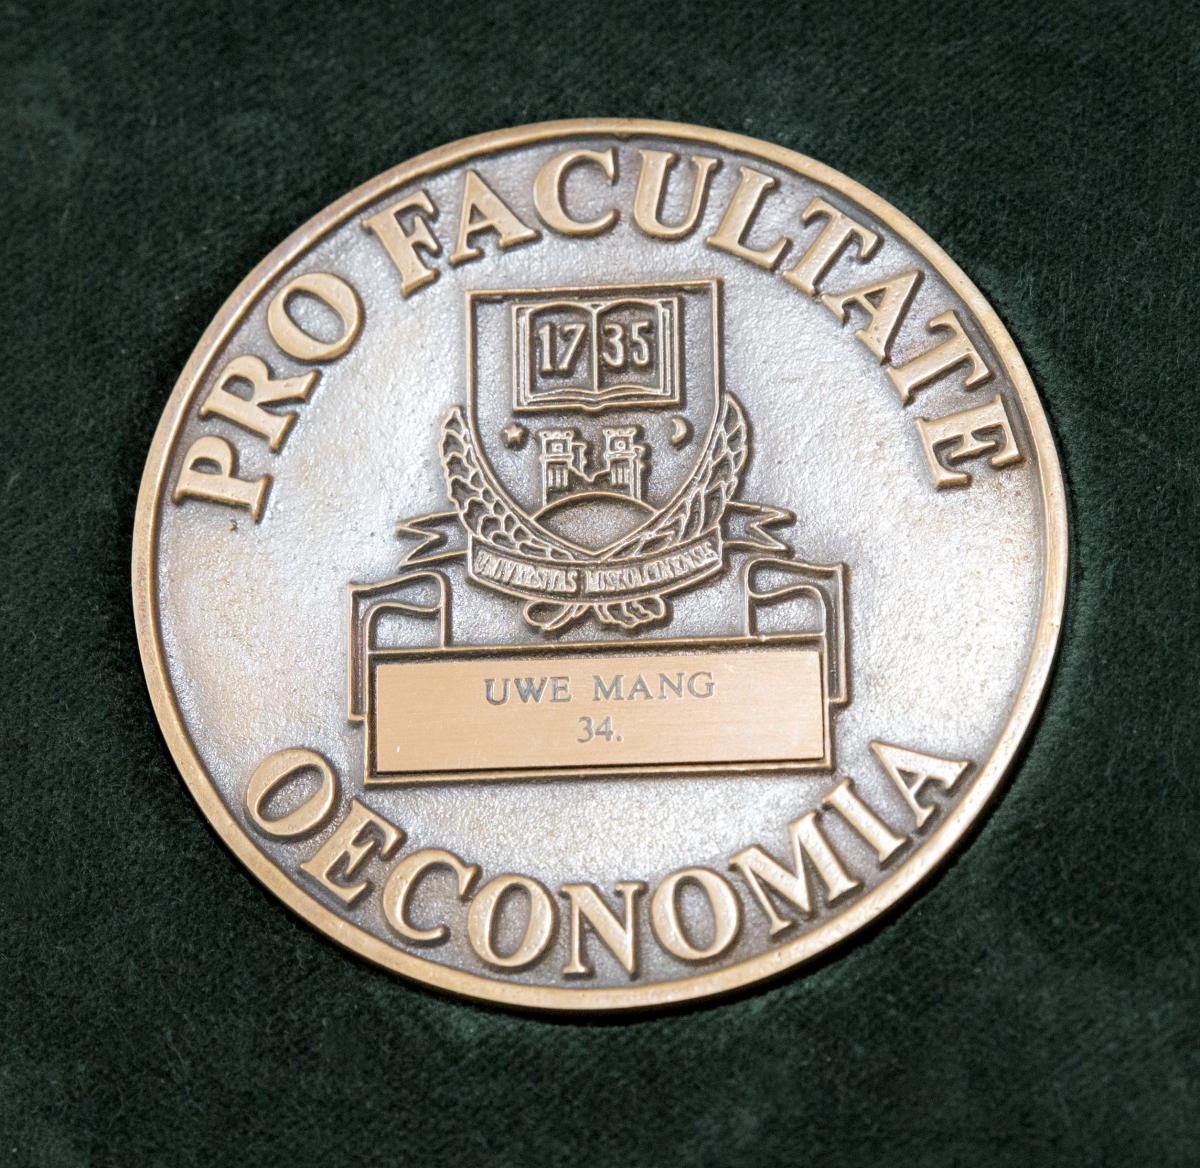 PRO FACULTATE
17 35
UNIVERSITAS MISKOLCINENSIS
UWE MANG
34.
OECONOMIA